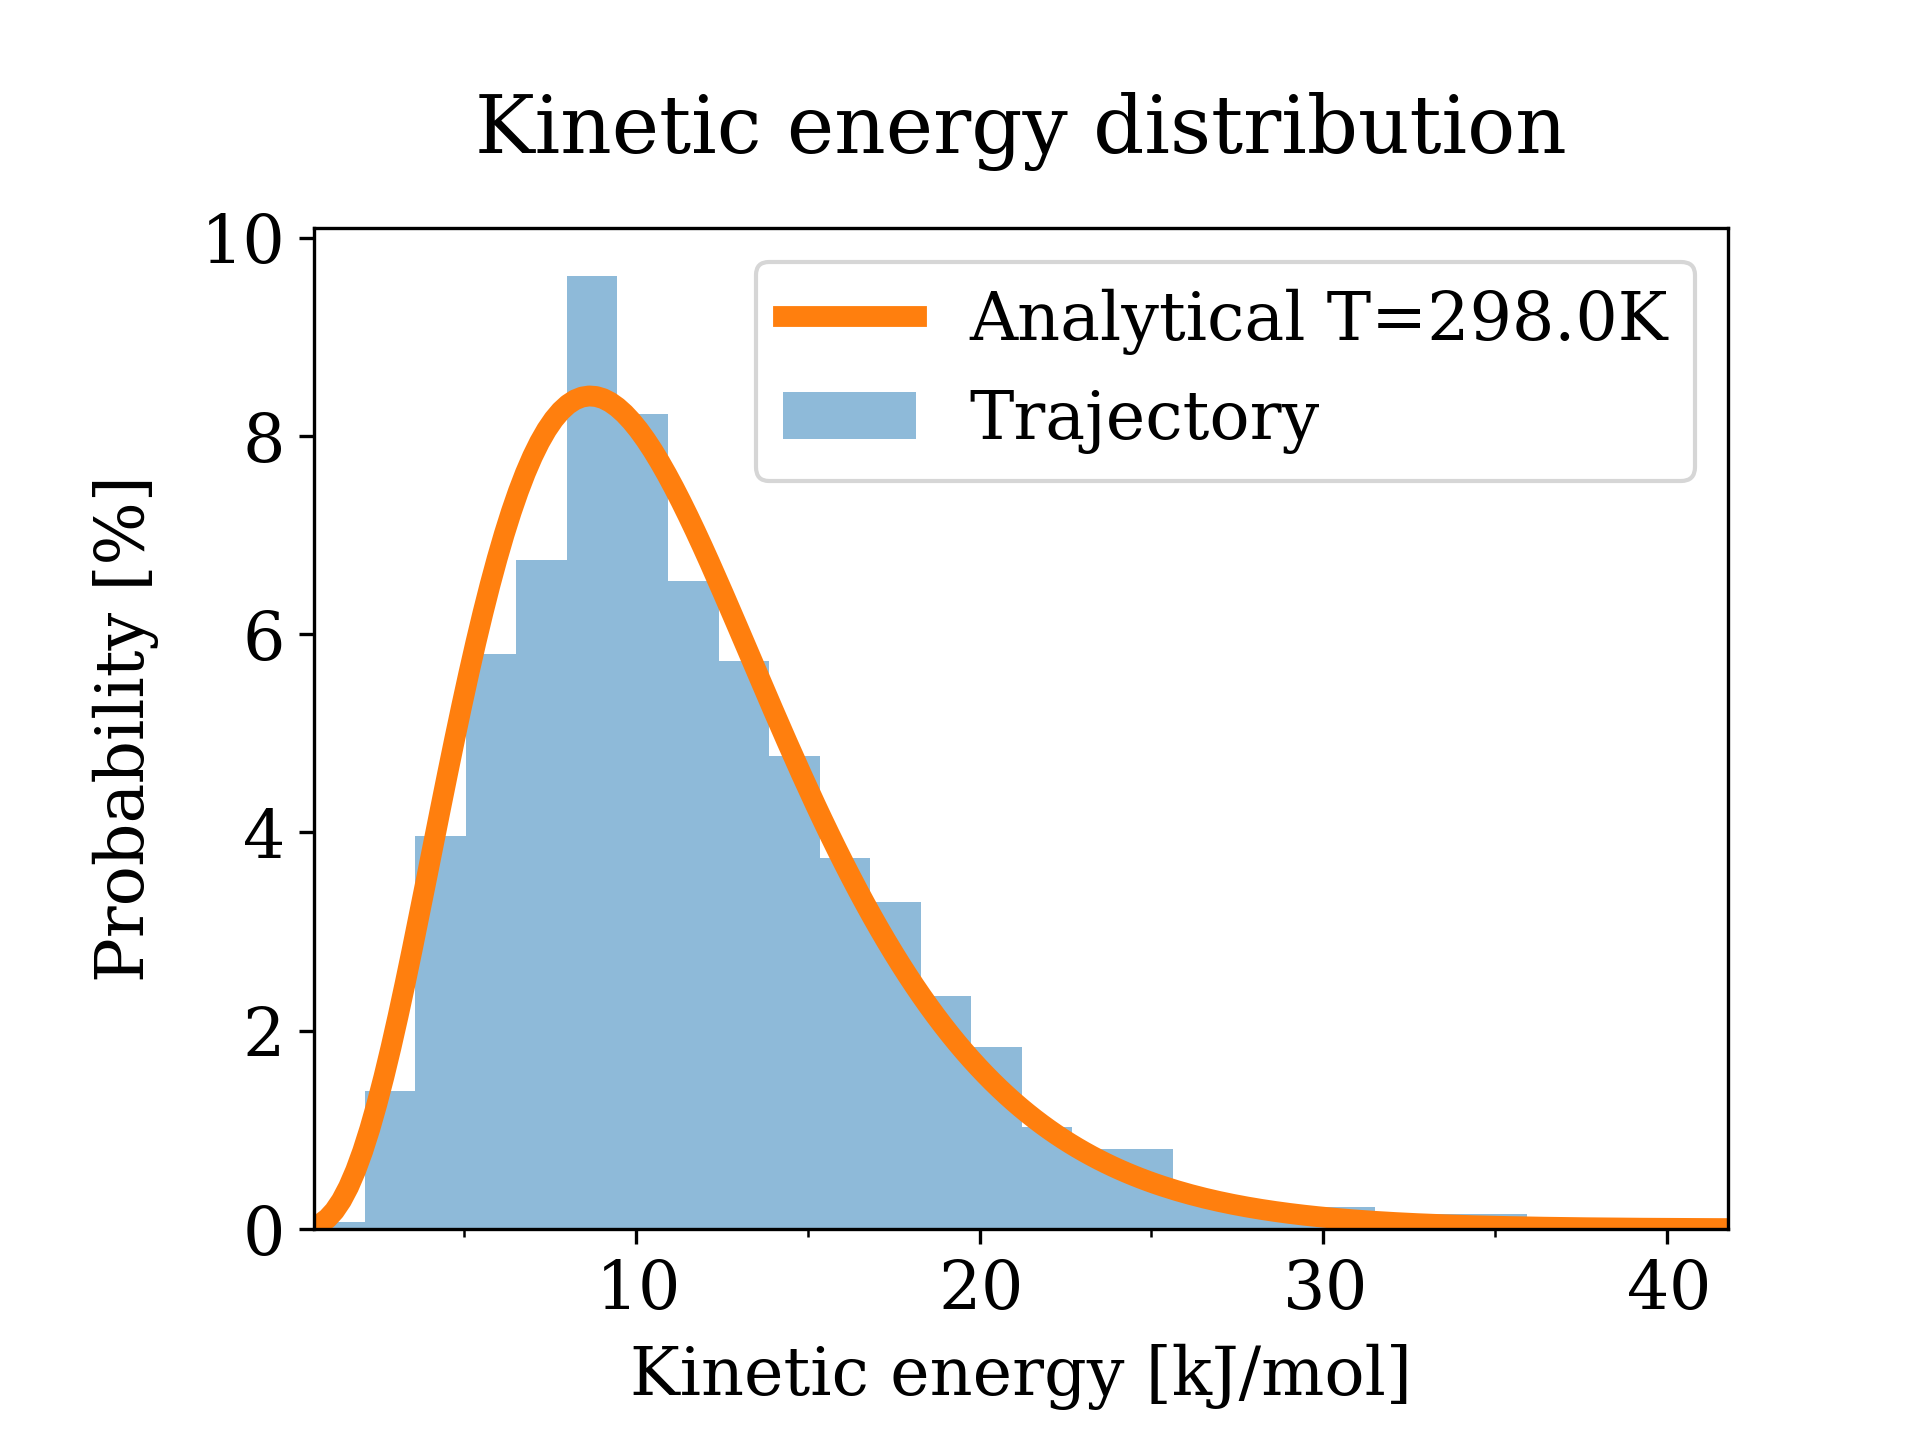 Kinetic energy distribution
10
8
6
4
2
0
Probability [%]
Analytical T=298.0K
Trajectory
10 20 30 40
Kinetic energy [kJ/mol]